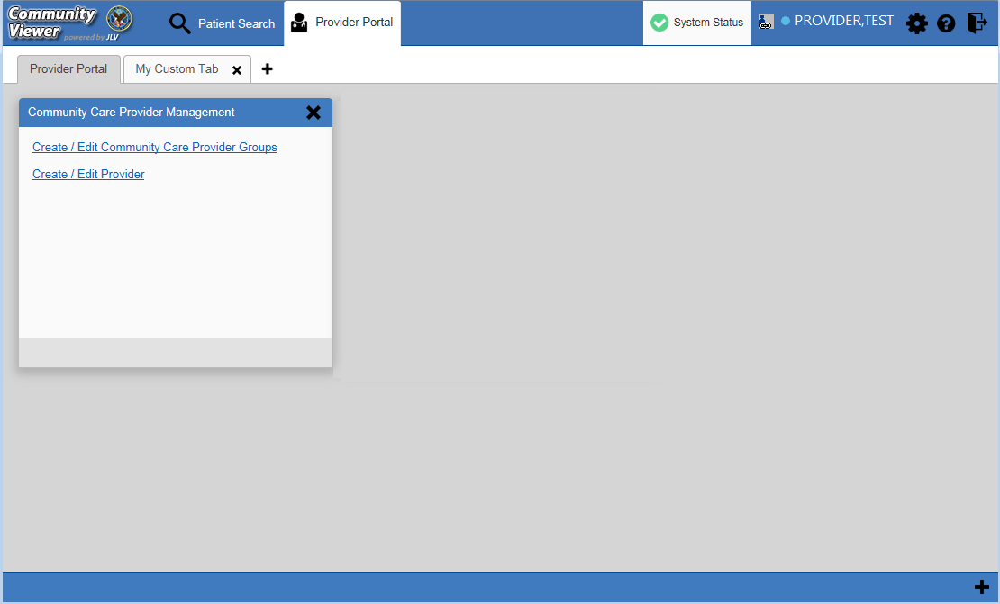 Community
Viewer powered by JLV
Patient Search
Provider Portal
System Status
PROVIDER,TEST
Provider Portal
My Custom Tab
Community Care Provider Management
Create / Edit Community Care Provider Groups
Create / Edit Provider